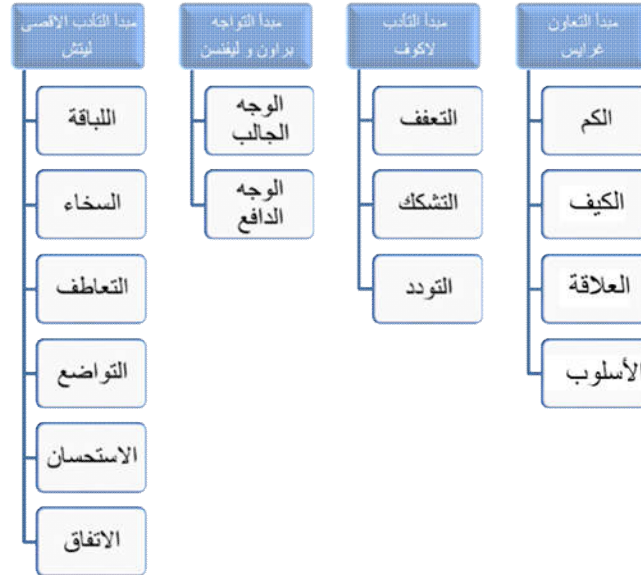 مبدأ التعاون
غرايس
الكم
الكيف
العلاقة
الأسلوب
مبدأ التأدب
لاكوف
التعفف
التشكك
التودد
مبدأ التواجه
براون و ليفنسن
الوجه
الجالب
الوجه
الدافع
مبدأ التأدب الاقصى
ليتش
اللباقة
السخاء
التعاطف
التواضع
الاستحسان
الاتفاق